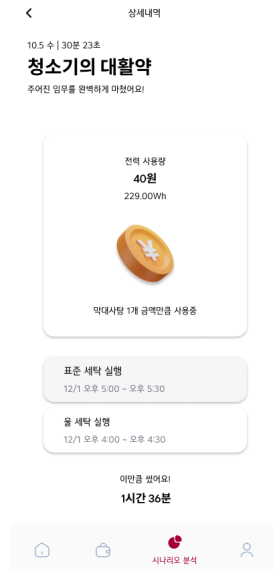 상세내역
10.5 수 | 30분 23초
청소기의 대활약
주어진 임무를 완벽하게 마쳤어요!
전력 사용량
40원
229.00Wh
¥
막대사탕 1개 금액만큼 사용중
표준 세탁 실행
12/1 오후 5:00 ~ 오후 5:30
울 세탁 실행
12/1 오후 4:00 ~ 오후 4:30
이만큼 썼어요!
1시간 36분
시나리오 분석